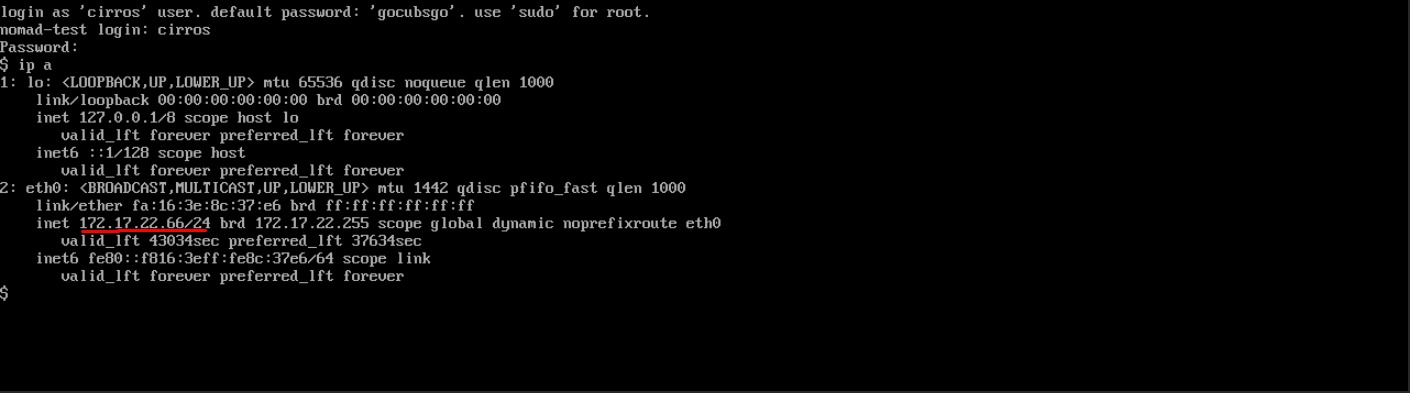 login as 'cirros' user. default password: 'gocubsgo'. use 'sudo' for root.
nomad-test login: cirros
Password:
$ ip a
1: lo: <LOOPBACK,UP,LOWER_UP> mtu 65536 qdisc noqueue qlen 1000
    link/loopback 00:00:00:00:00:00 brd 00:00:00:00:00:00
    inet 127.0.0.1/8 scope host lo
       valid_lft forever preferred_lft forever
    inet6 ::1/128 scope host
       valid_lft forever preferred_lft forever
2: eth0: <BROADCAST,MULTICAST,UP,LOWER_UP> mtu 1442 qdisc pfifo_fast qlen 1000
    link/ether fa:16:3e:8c:37:e6 brd ff:ff:ff:ff:ff:ff
    inet 172.17.22.66/24 brd 172.17.22.255 scope global dynamic noprefixroute eth0
       valid_lft 43034sec preferred_lft 37634sec
    inet6 fe80::f816:3eff:fe8c:37e6/64 scope link
       valid_lft forever preferred_lft forever
$